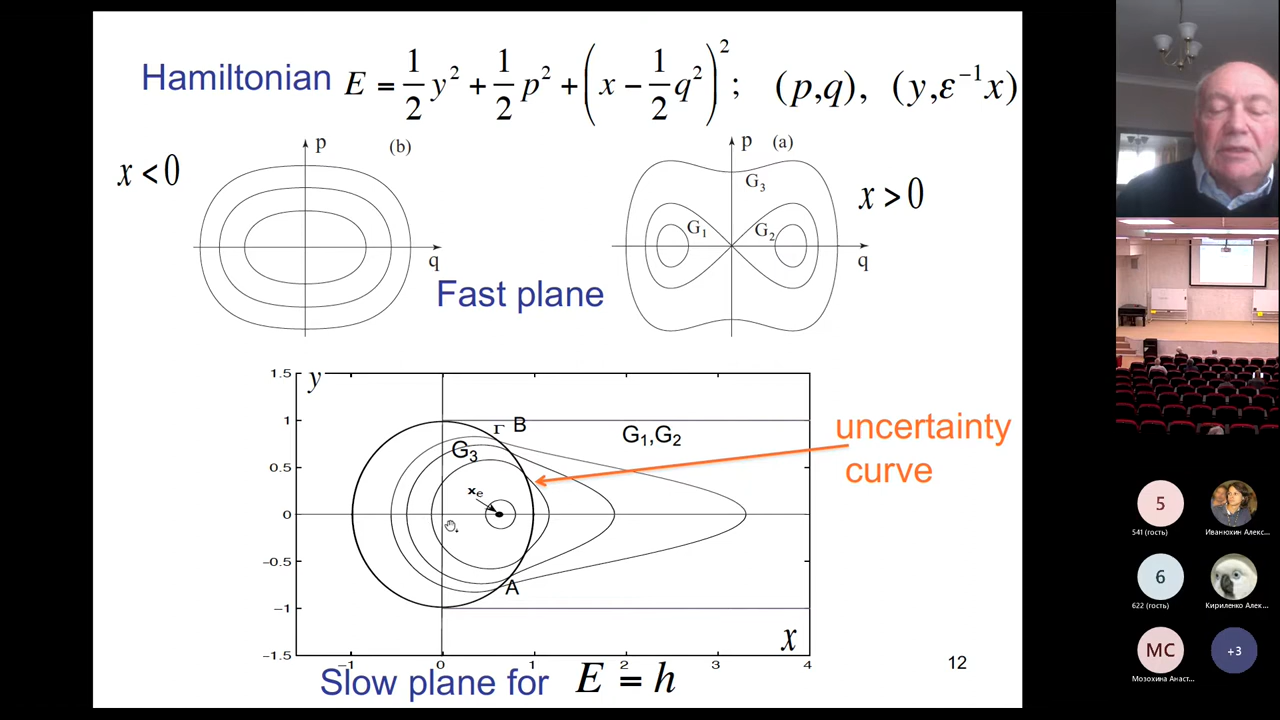 Hamiltonian E = 1/2 y² + 1/2 p² + (x − 1/2 q²)² ; (p,q), (y,ε⁻¹x)
x < 0
p
(b)
q
p
(a)
G₃
G₁
G₂
q
x > 0
Fast plane
1.5
y
1
0.5
0
−0.5
−1
−1.5
Γ B
G₃
xₑ
A
G₁,G₂
uncertainty
curve
x
−1
0
1
2
3
4
Slow plane for E = h
12
5
541 (гость)
Иванюхин Алекс...
6
622 (гость)
Кириленко Алек...
МС
Мозохина Анаст...
+3